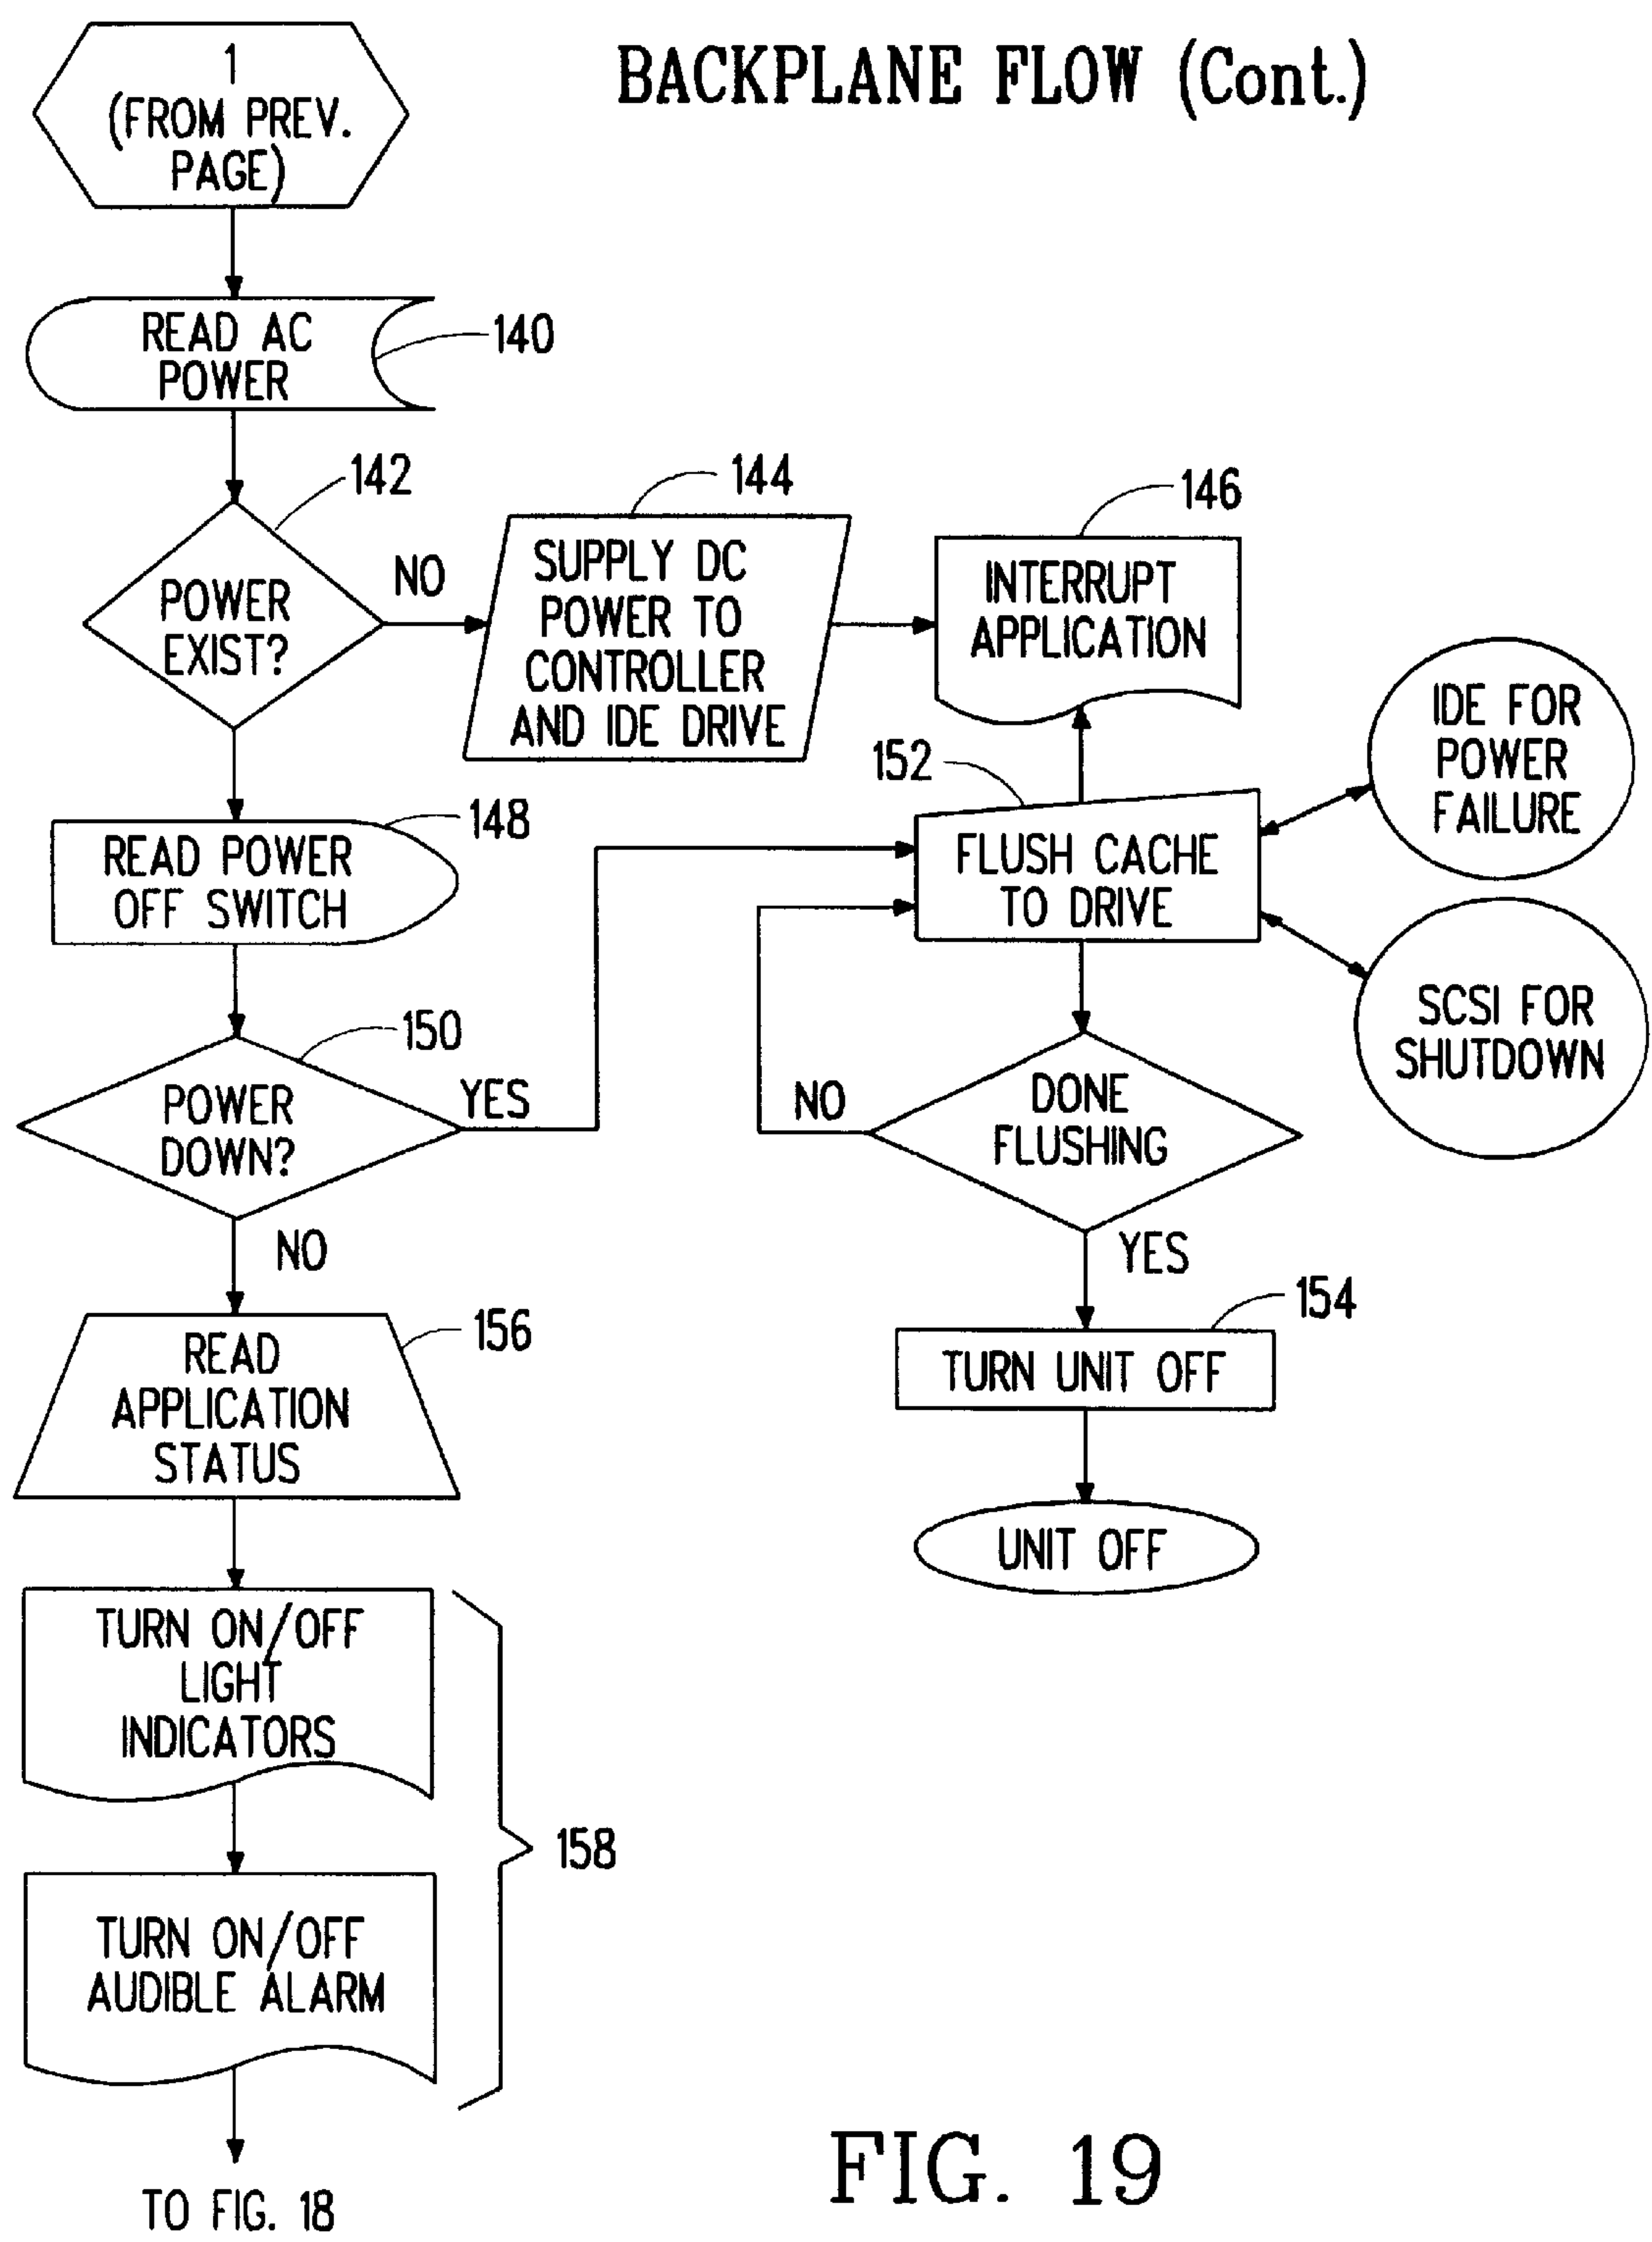 BACKPLANE FLOW (Cont.)
1
(FROM PREV.
PAGE)
READ AC
POWER
140
142
POWER
EXIST?
NO
144
SUPPLY DC
POWER TO
CONTROLLER
AND IDE DRIVE
146
INTERRUPT
APPLICATION
148
READ POWER
OFF SWITCH
150
POWER
DOWN?
YES
NO
152
FLUSH CACHE
TO DRIVE
IDE FOR
POWER
FAILURE
SCSI FOR
SHUTDOWN
DONE
FLUSHING
NO
YES
154
TURN UNIT OFF
UNIT OFF
156
READ
APPLICATION
STATUS
TURN ON/OFF
LIGHT
INDICATORS
158
TURN ON/OFF
AUDIBLE ALARM
TO FIG. 18
FIG. 19